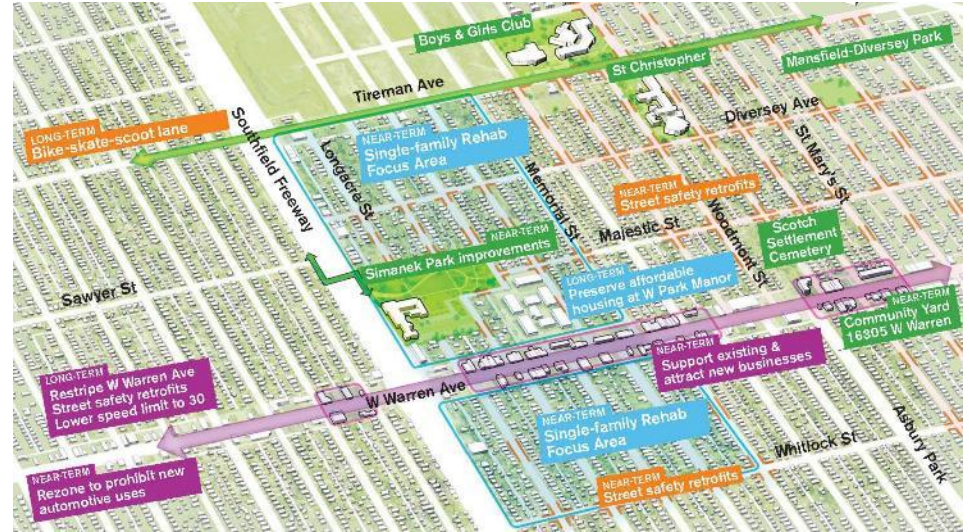 Boys & Girls Club
St Christopher
Mansfield-Diversey Park
Tireman Ave
Diversey Ave
LONG-TERM
Bike-skate-scoot lane
Southfield Freeway
Longacre St
NEAR-TERM
Single-family Rehab
Focus Area
Memorial St
St Mary's St
NEAR-TERM
Street safety retrofits
Woodmont St
Majestic St
Scotch
Settlement
Cemetery
NEAR-TERM
Simanek Park improvements
LONG-TERM
Preserve affordable
housing at W Park Manor
Sawyer St
NEAR-TERM
Community Yard
16305 W Warren
NEAR-TERM
Support existing &
attract new businesses
LONG-TERM
Restripe W Warren Ave
Street safety retrofits
Lower speed limit to 30
W Warren Ave
NEAR-TERM
Single-family Rehab
Focus Area
Whitlock St
Asbury Park
NEAR-TERM
Rezone to prohibit new
automotive uses
NEAR-TERM
Street safety retrofits